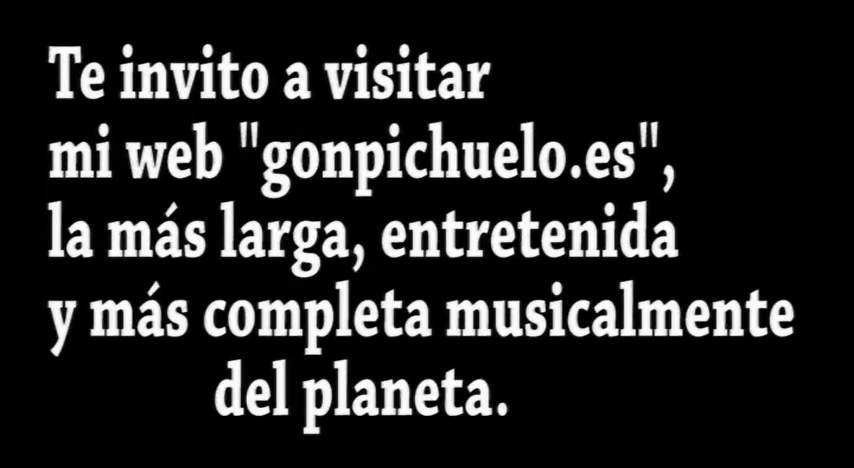 Te invito a visitar
mi web "gonpichuelo.es",
la más larga, entretenida
y más completa musicalmente
del planeta.